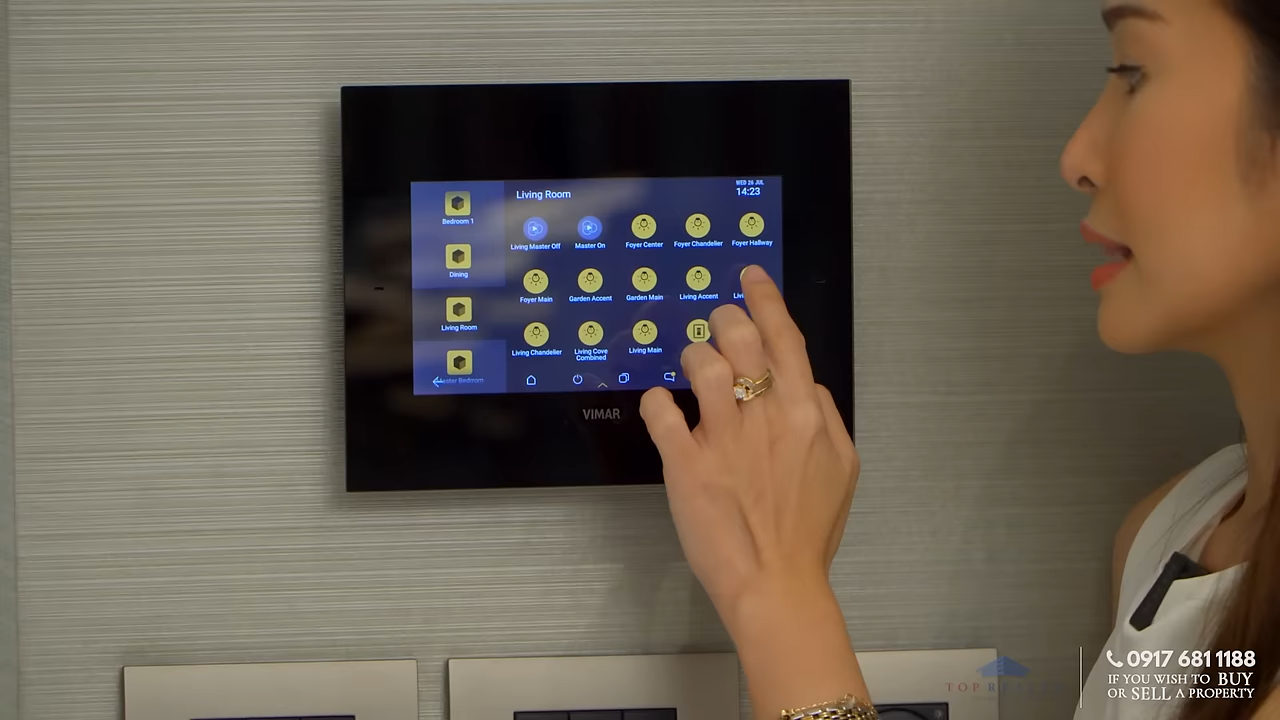 WED 26 JUL
14:23
Living Room
Bedroom 1
Dining
Living Room
Master Bedroom
Living Master Off
Master On
Foyer Center
Foyer Chandelier
Foyer Hallway
Foyer Main
Garden Accent
Garden Main
Living Accent
Living Chandelier
Living Cove
Combined
Living Main
VIMAR
0917 681 1188
IF YOU WISH TO BUY
OR SELL A PROPERTY